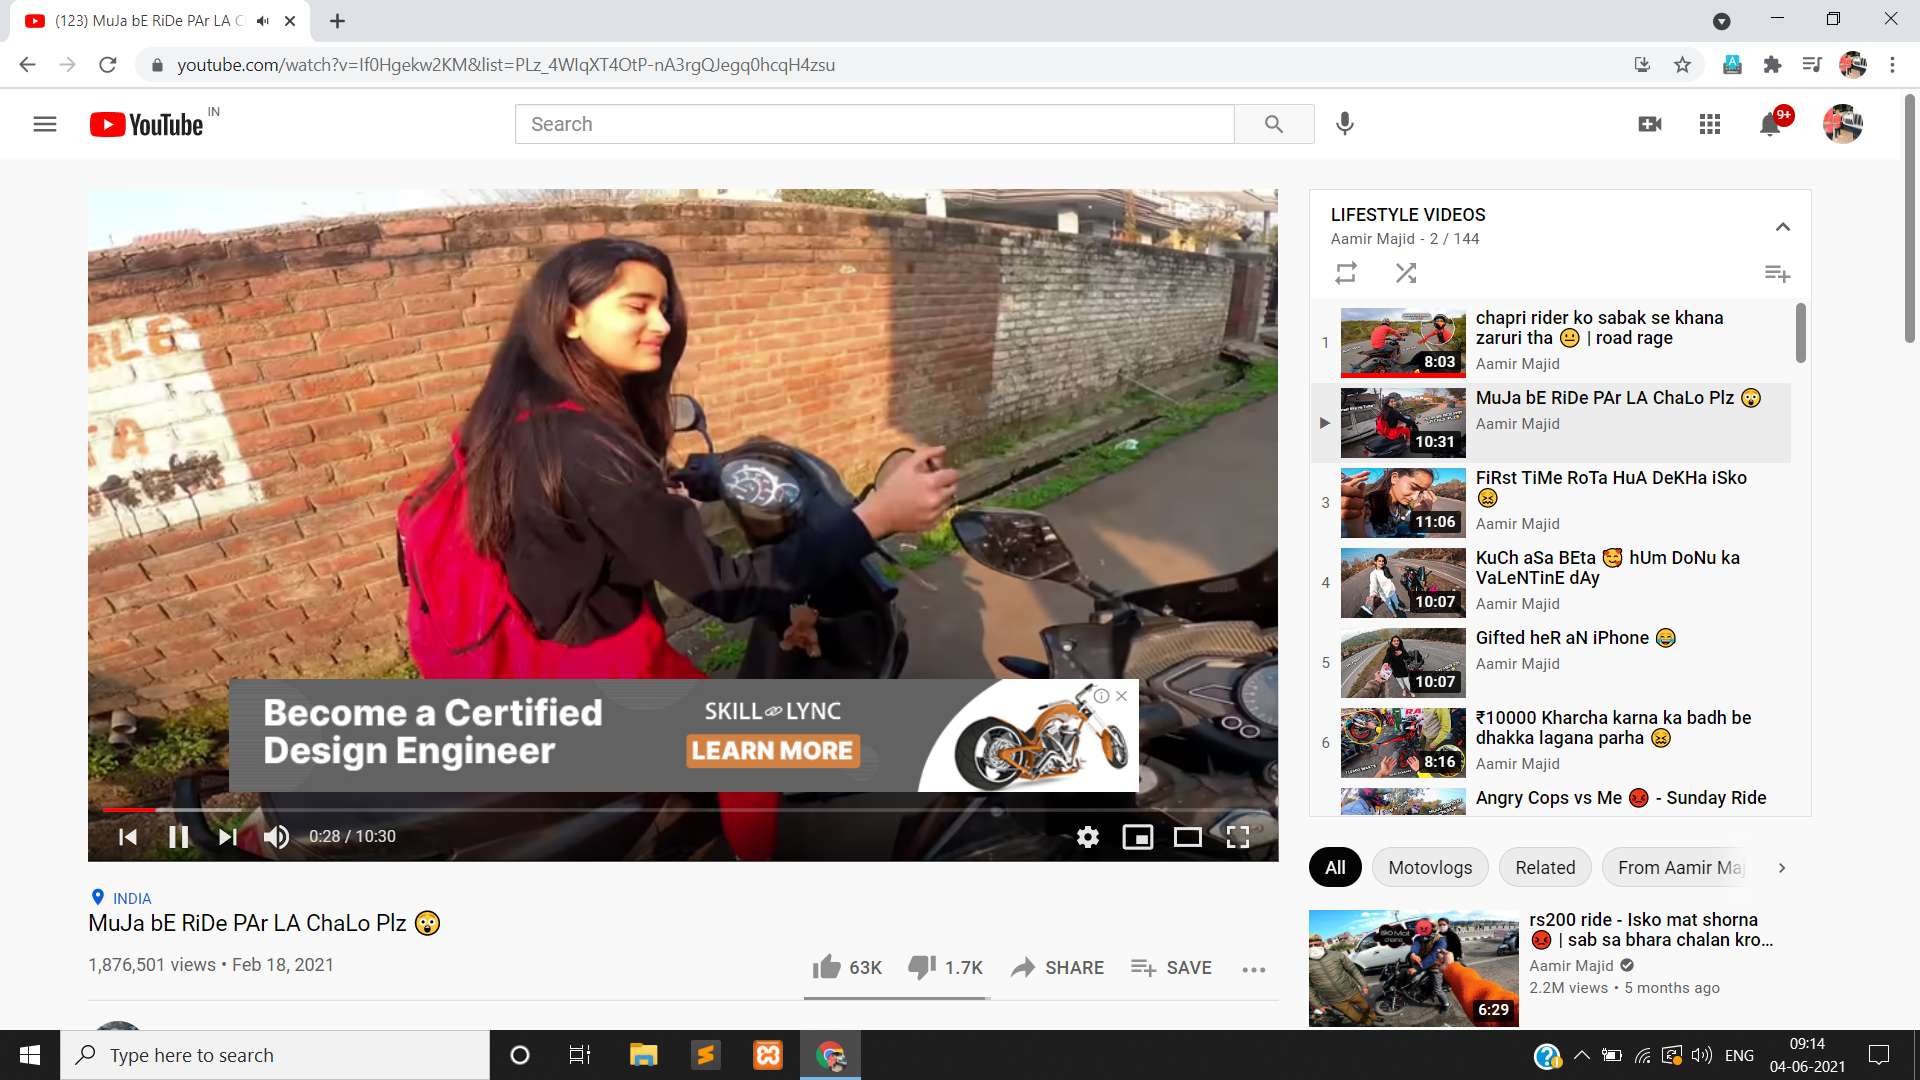 (123) MuJa bE RiDe PAr LA C
youtube.com/watch?v=If0Hgekw2KM&list=PLz_4WIqXT4OtP-nA3rgQJegq0hcqH4zsu
YouTube IN
Search
9+
LIFESTYLE VIDEOS
Aamir Majid - 2 / 144
1
8:03
chapri rider ko sabak se khana
zaruri tha 😐 | road rage
Aamir Majid
10:31
MuJa bE RiDe PAr LA ChaLo Plz 😲
Aamir Majid
3
11:06
FiRst TiMe RoTa HuA DeKHa iSko
😖
Aamir Majid
4
10:07
KuCh aSa BEta 🥰 hUm DoNu ka
VaLeNTinE dAy
Aamir Majid
5
10:07
Gifted heR aN iPhone 😂
Aamir Majid
6
8:16
₹10000 Kharcha karna ka badh be
dhakka lagana parha 😖
Aamir Majid
Angry Cops vs Me 😡 - Sunday Ride
Become a Certified
Design Engineer
SKILL LYNC
LEARN MORE
0:28 / 10:30
INDIA
MuJa bE RiDe PAr LA ChaLo Plz 😲
1,876,501 views • Feb 18, 2021
63K
1.7K
SHARE
SAVE
All
Motovlogs
Related
From Aamir Maj
6:29
rs200 ride - Isko mat shorna
😡 | sab sa bhara chalan kro...
Aamir Majid
2.2M views • 5 months ago
Type here to search
ENG
09:14
04-06-2021